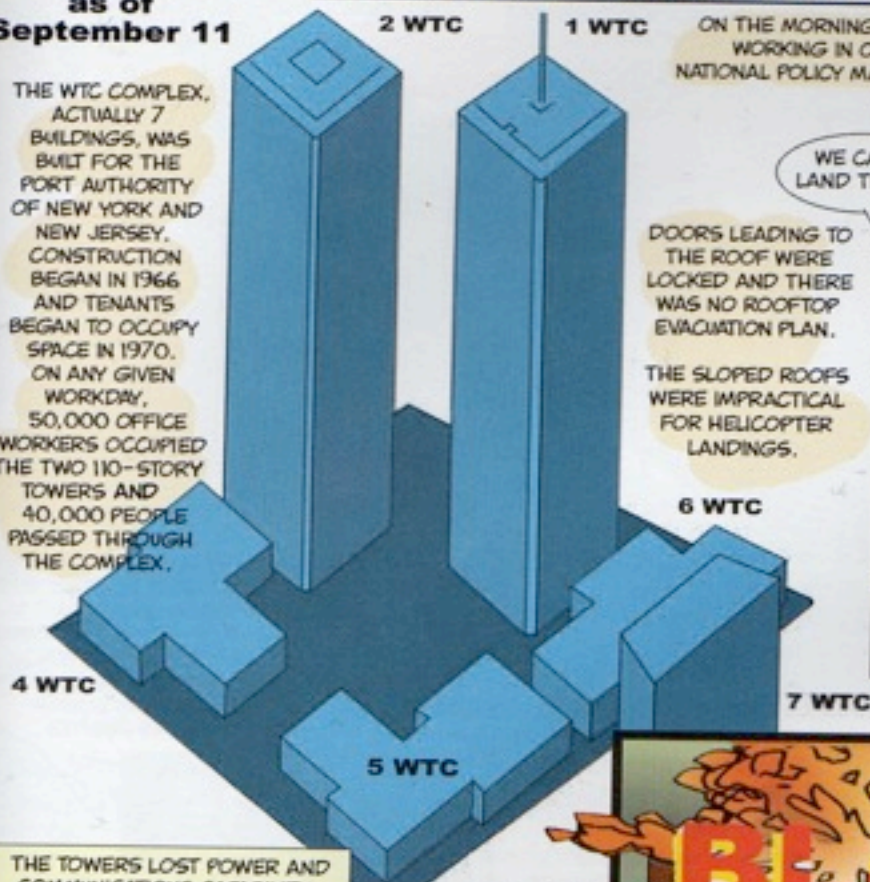 as of
September 11
THE WTC COMPLEX,
ACTUALLY 7
BUILDINGS, WAS
BUILT FOR THE
PORT AUTHORITY
OF NEW YORK AND
NEW JERSEY.
CONSTRUCTION
BEGAN IN 1966
AND TENANTS
BEGAN TO OCCUPY
SPACE IN 1970.
ON ANY GIVEN
WORKDAY,
50,000 OFFICE
WORKERS OCCUPIED
THE TWO 110-STORY
TOWERS AND
40,000 PEOPLE
PASSED THROUGH
THE COMPLEX.
2 WTC
1 WTC
ON THE MORNING
WORKING IN
NATIONAL POLICY
WE
LAND
DOORS LEADING TO
THE ROOF WERE
LOCKED AND THERE
WAS NO ROOFTOP
EVACUATION PLAN.
THE SLOPED ROOFS
WERE IMPRACTICAL
FOR HELICOPTER
LANDINGS.
6 WTC
4 WTC
7 WTC
5 WTC
THE TOWERS LOST POWER AND